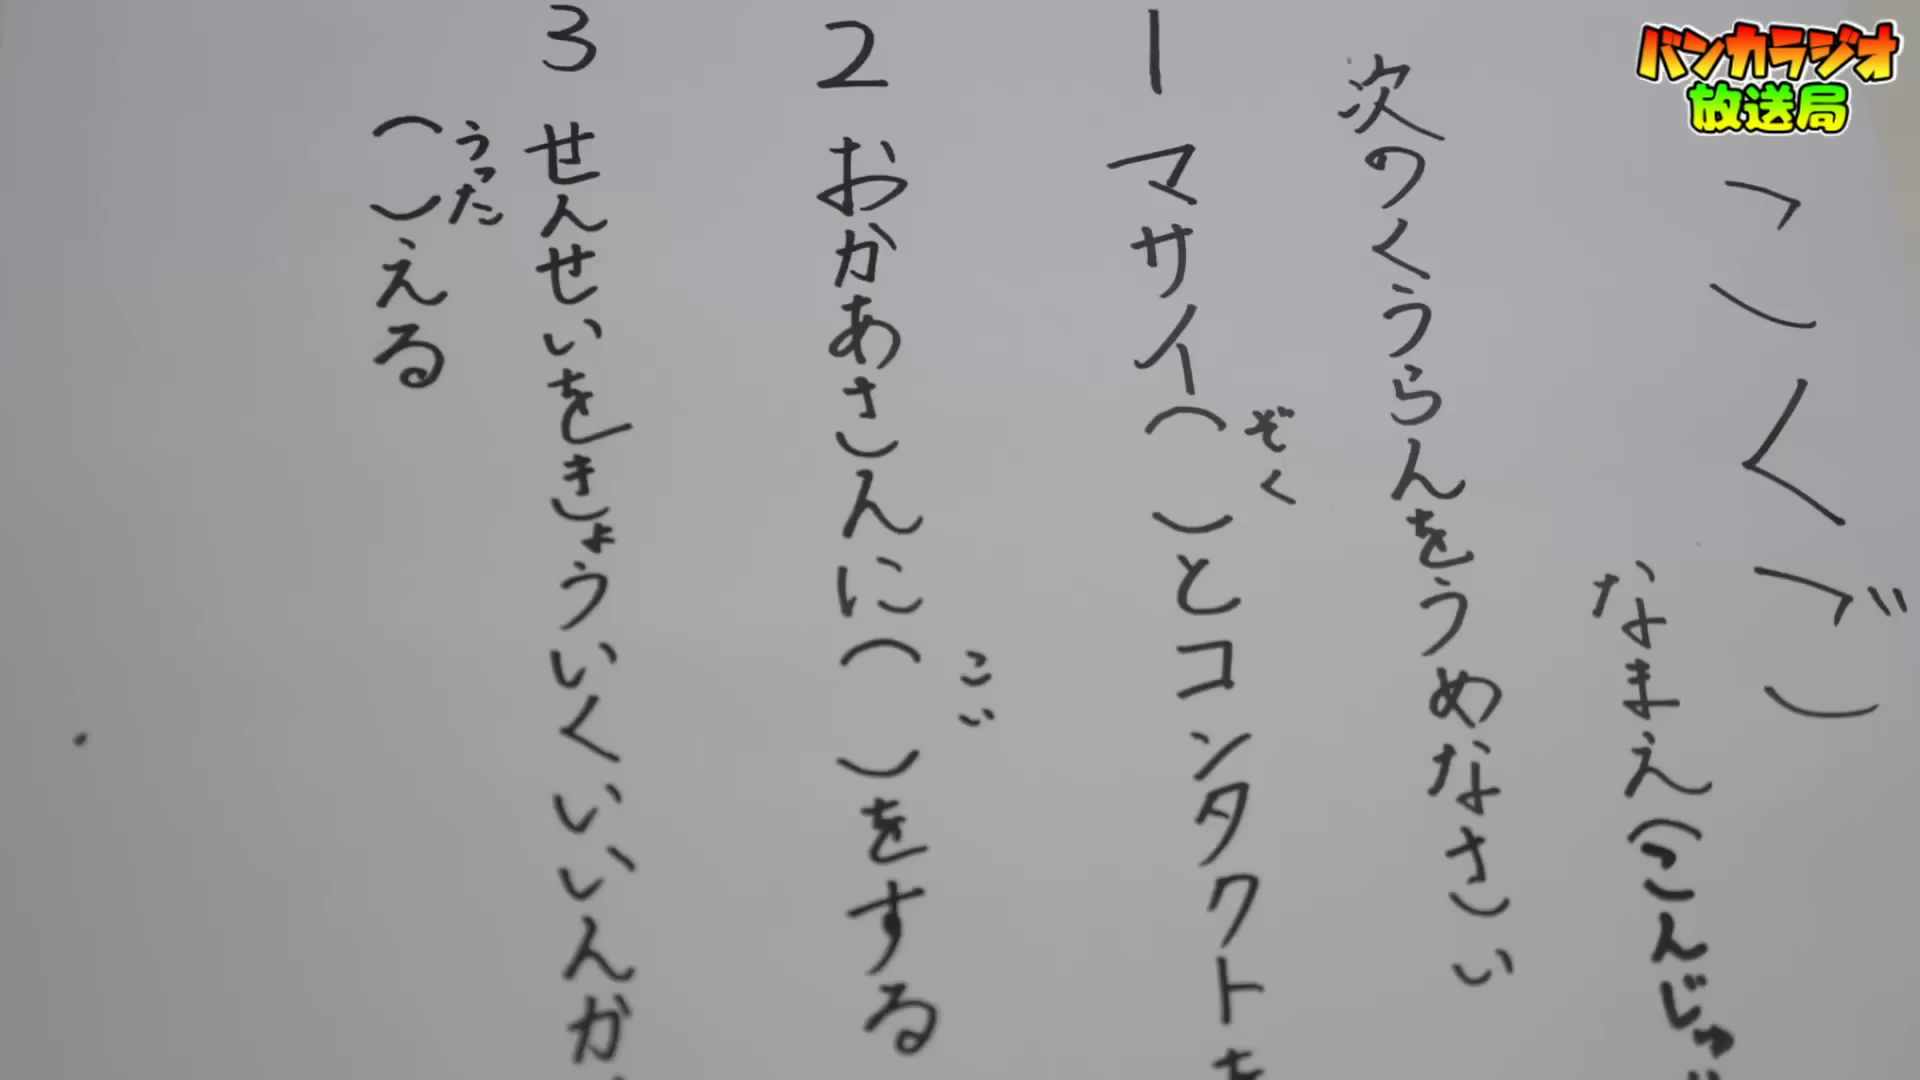 バンカラジオ
放送局
こくご
なまえ(こんじゅ
次のくうらんをうめなさい
1 マサイ( )とコンタクトを
ぞく
2 おかあさんに( )をする
こい
3 せんせいをきょういくいいんか
( )える
うった